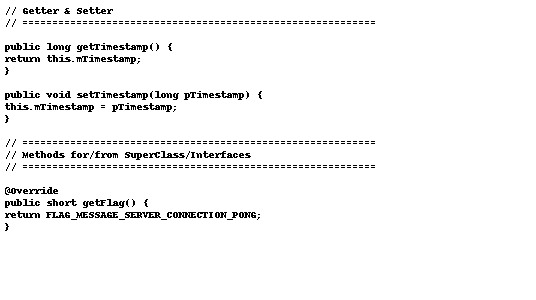 // Getter & Setter
// ===========================================================
public long getTimestamp() {
return this.mTimestamp;
}
public void setTimestamp(long pTimestamp) {
this.mTimestamp = pTimestamp;
}
// ===========================================================
// Methods for/from SuperClass/Interfaces
// ===========================================================
@Override
public short getFlag() {
return FLAG_MESSAGE_SERVER_CONNECTION_PONG;
}